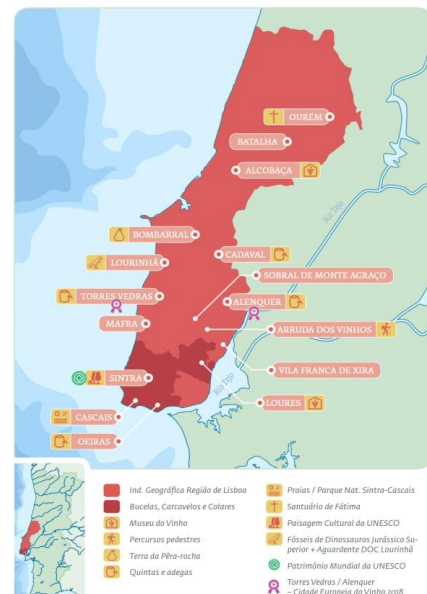 OURÉM
BATALHA
ALCOBAÇA
Rio Tejo
BOMBARRAL
CADAVAL
LOURINHÃ
SOBRAL DE MONTE AGRAÇO
TORRES VEDRAS
ALENQUER
MAFRA
ARRUDA DOS VINHOS
VILA FRANCA DE XIRA
SINTRA
Rio Tejo
LOURES
CASCAIS
OEIRAS
Ind. Geográfica Região de Lisboa
Bucelas, Carcavelos e Colares
Museu do Vinho
Percursos pedestres
Terra da Pêra-rocha
Quintas e adegas
Praias / Parque Nat. Sintra-Cascais
Santuário de Fátima
Paisagem Cultural da UNESCO
Fósseis de Dinossauros Jurássico Su-
perior + Aguardente DOC Lourinhã
Património Mundial da UNESCO
Torres Vedras / Alenquer
– Cidade Europeia do Vinho 2018